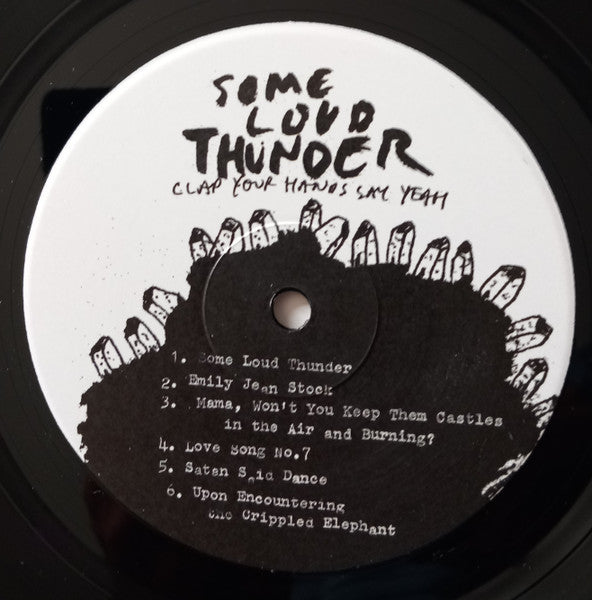 SOME
LOUD
THUNDER
CLAP YOUR HANDS SAY YEAH
1. Some Loud Thunder
2. Emily Jean Stock
3. Mama, Won't You Keep Them Castles
in the Air and Burning?
4. Love Song No.7
5. Satan Said Dance
6. Upon Encountering
the Crippled Elephant